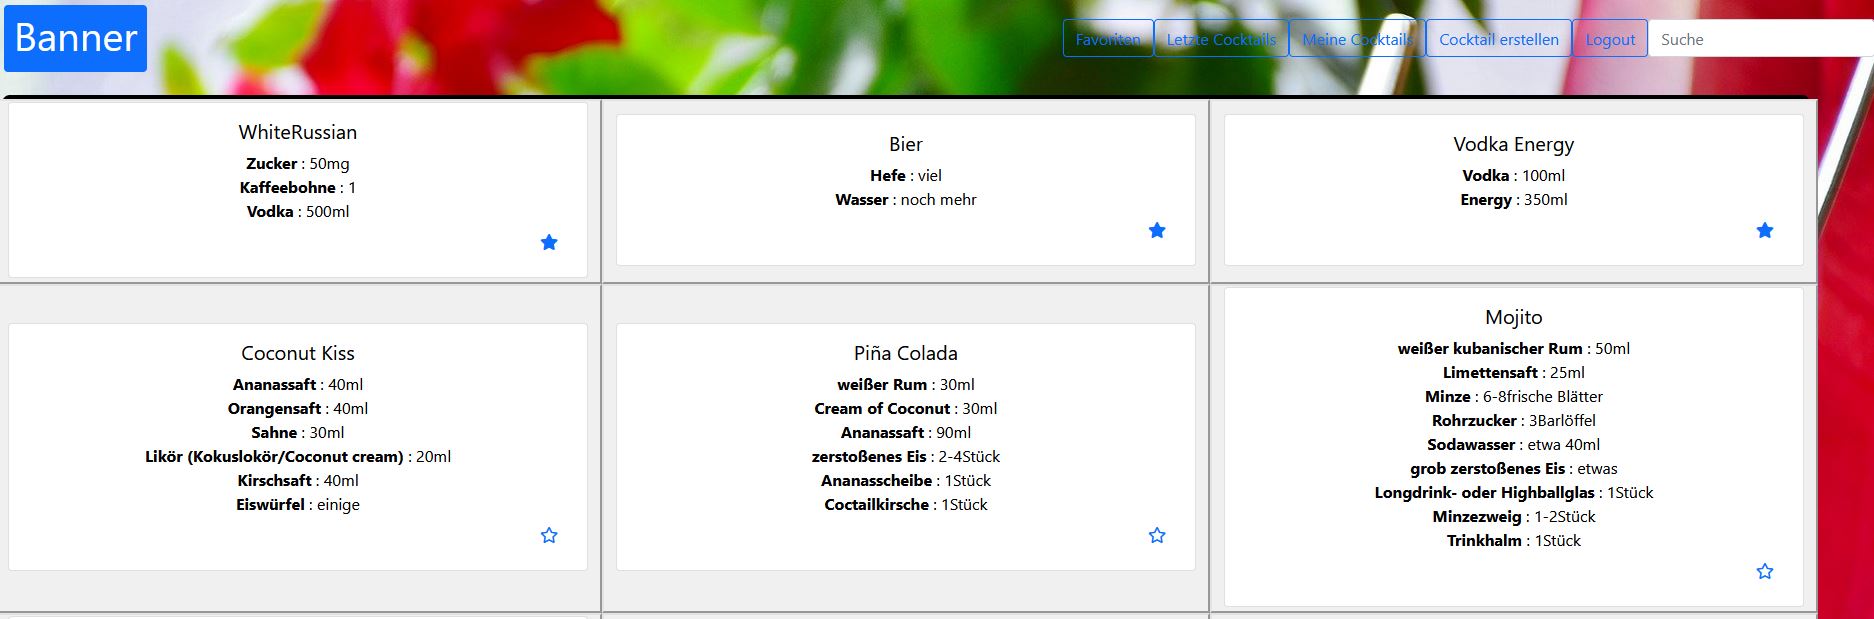 Banner
Favoriten
Letzte Cocktails
Meine Cocktails
Cocktail erstellen
Logout
Suche
WhiteRussian
Zucker : 50mg
Kaffeebohne : 1
Vodka : 500ml
Bier
Hefe : viel
Wasser : noch mehr
Vodka Energy
Vodka : 100ml
Energy : 350ml
Coconut Kiss
Ananassaft : 40ml
Orangensaft : 40ml
Sahne : 30ml
Likör (Kokuslokör/Coconut cream) : 20ml
Kirschsaft : 40ml
Eiswürfel : einige
Piña Colada
weißer Rum : 30ml
Cream of Coconut : 30ml
Ananassaft : 90ml
zerstoßenes Eis : 2-4Stück
Ananasscheibe : 1Stück
Coctailkirsche : 1Stück
Mojito
weißer kubanischer Rum : 50ml
Limettensaft : 25ml
Minze : 6-8frische Blätter
Rohrzucker : 3Barlöffel
Sodawasser : etwa 40ml
grob zerstoßenes Eis : etwas
Longdrink- oder Highballglas : 1Stück
Minzezweig : 1-2Stück
Trinkhalm : 1Stück